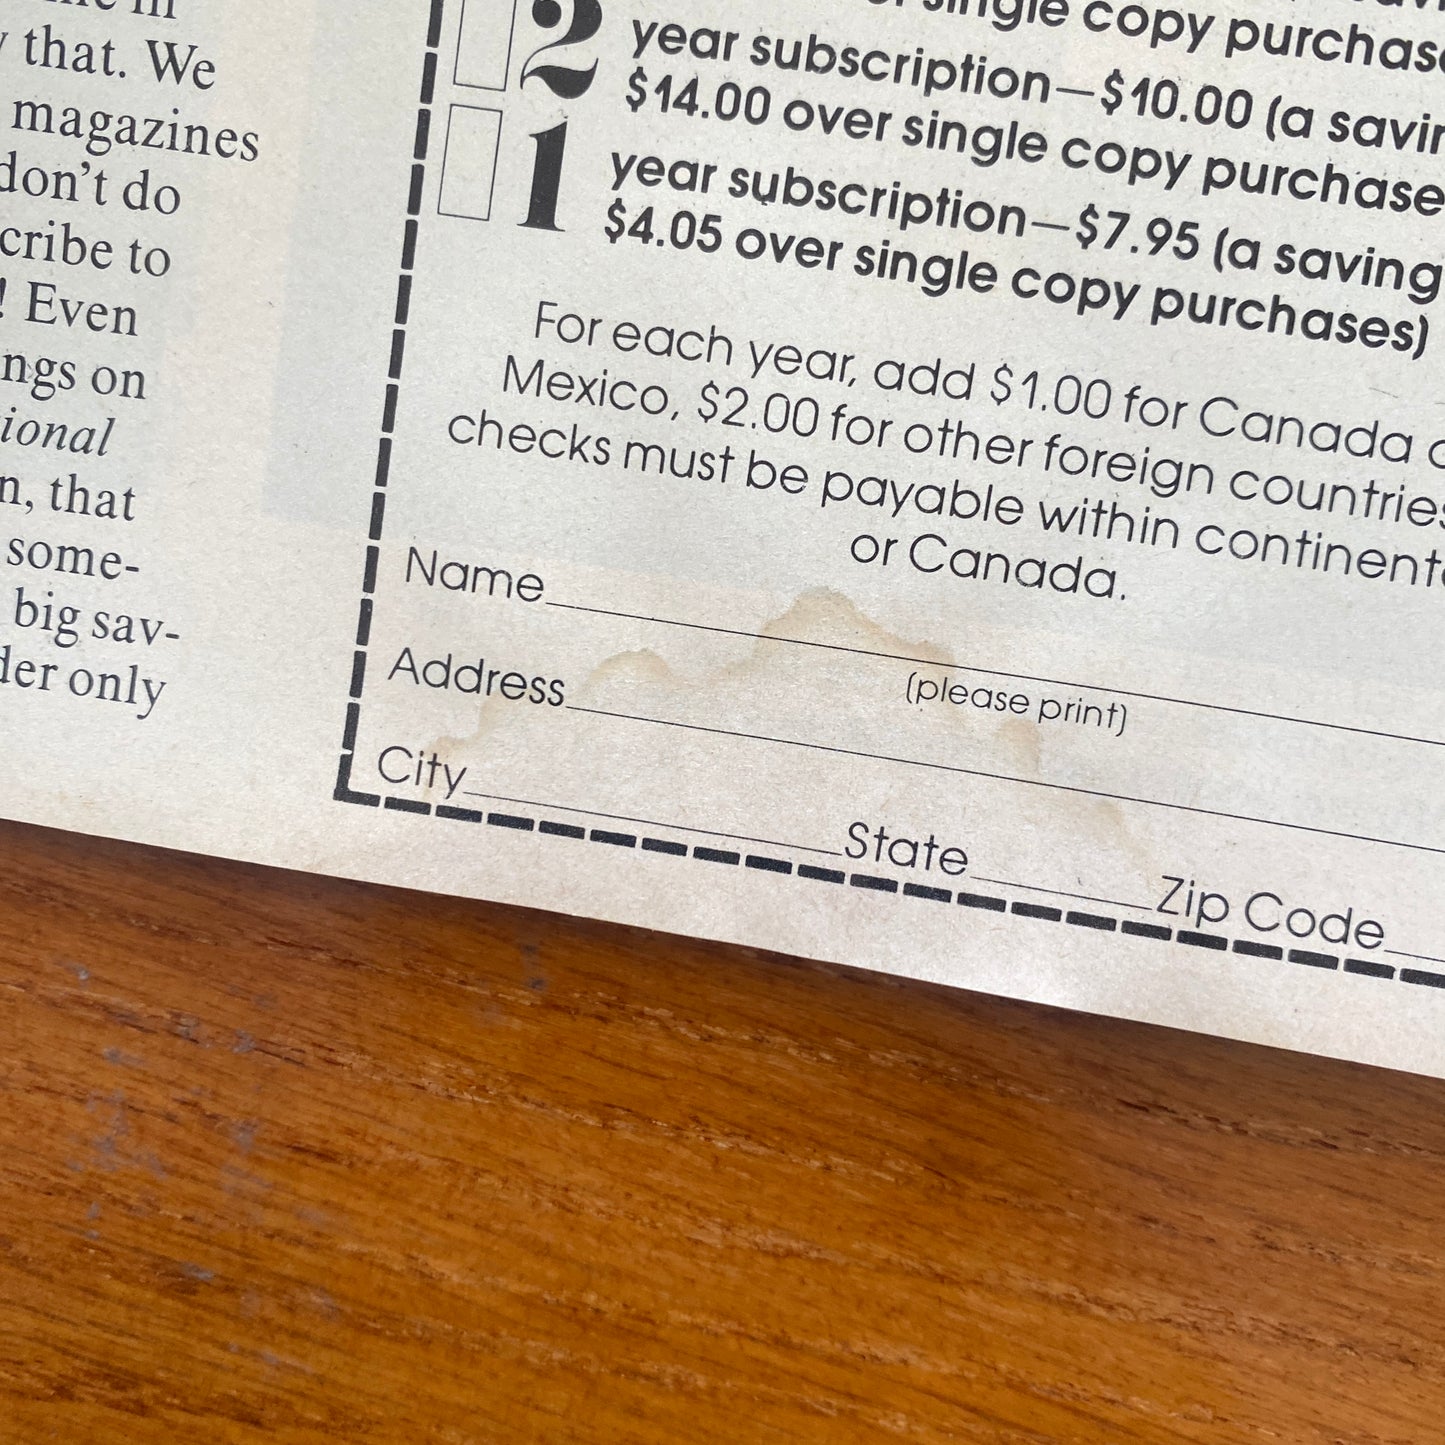 that. We
magazines
don't do
cribe to
! Even
ngs on
ional
n, that
some-
big sav-
der only
single copy purchas
2 year subscription—$10.00 (a savin
$14.00 over single copy purchase
1 year subscription—$7.95 (a saving
$4.05 over single copy purchases)
For each year, add $1.00 for Canada
Mexico, $2.00 for other foreign countries
checks must be payable within continent
or Canada.
Name
(please print)
Address
City State Zip Code